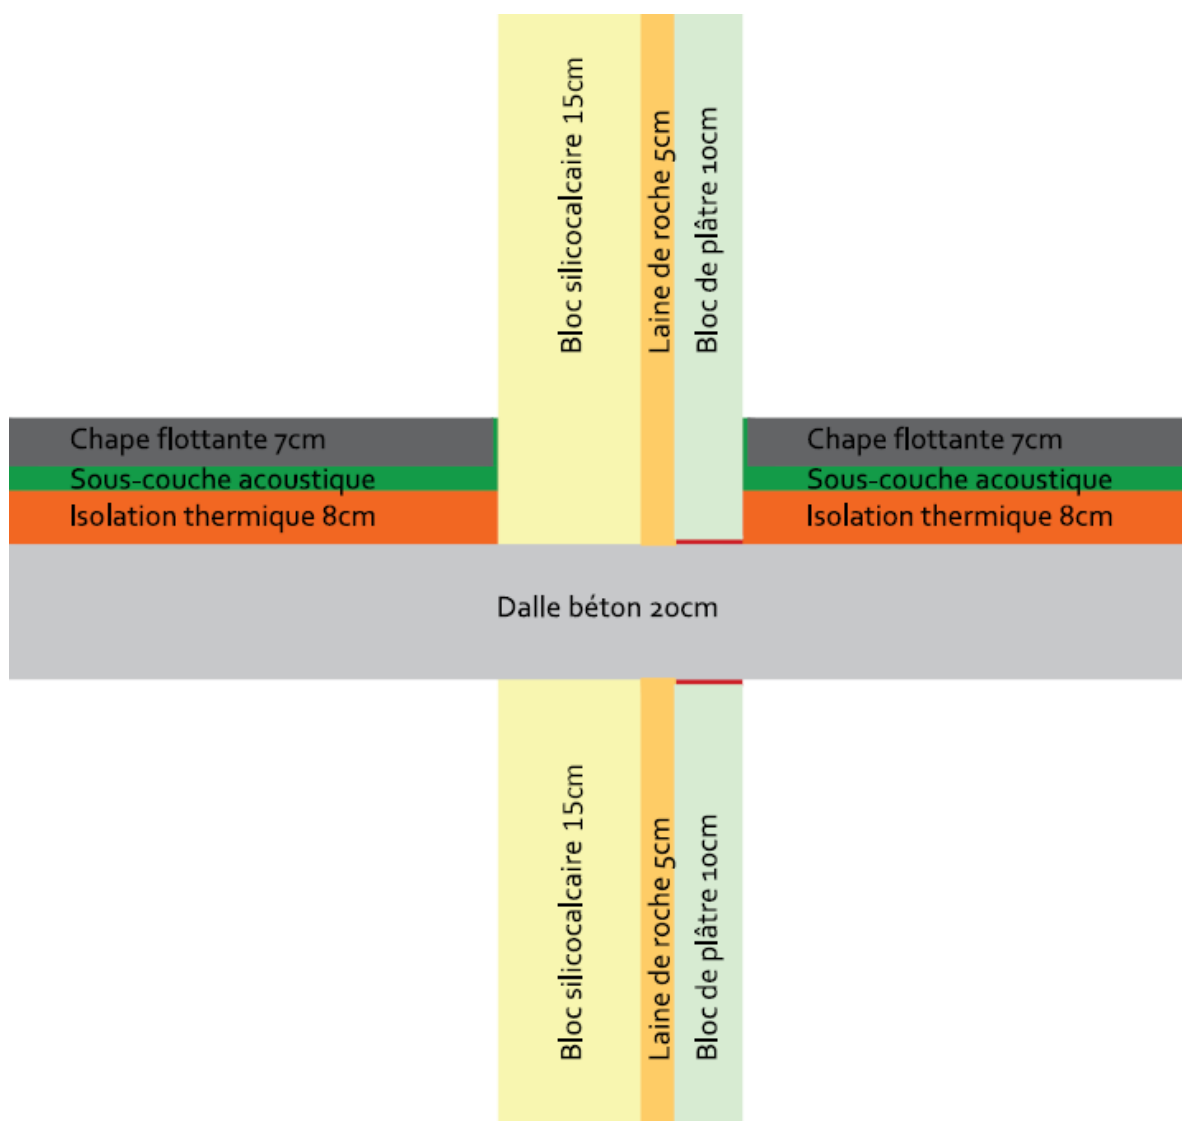 Bloc silicocalcaire 15cm
Laine de roche 5cm
Bloc de plâtre 10cm
Chape flottante 7cm
Sous-couche acoustique
Isolation thermique 8cm
Chape flottante 7cm
Sous-couche acoustique
Isolation thermique 8cm
Dalle béton 20cm
Bloc silicocalcaire 15cm
Laine de roche 5cm
Bloc de plâtre 10cm